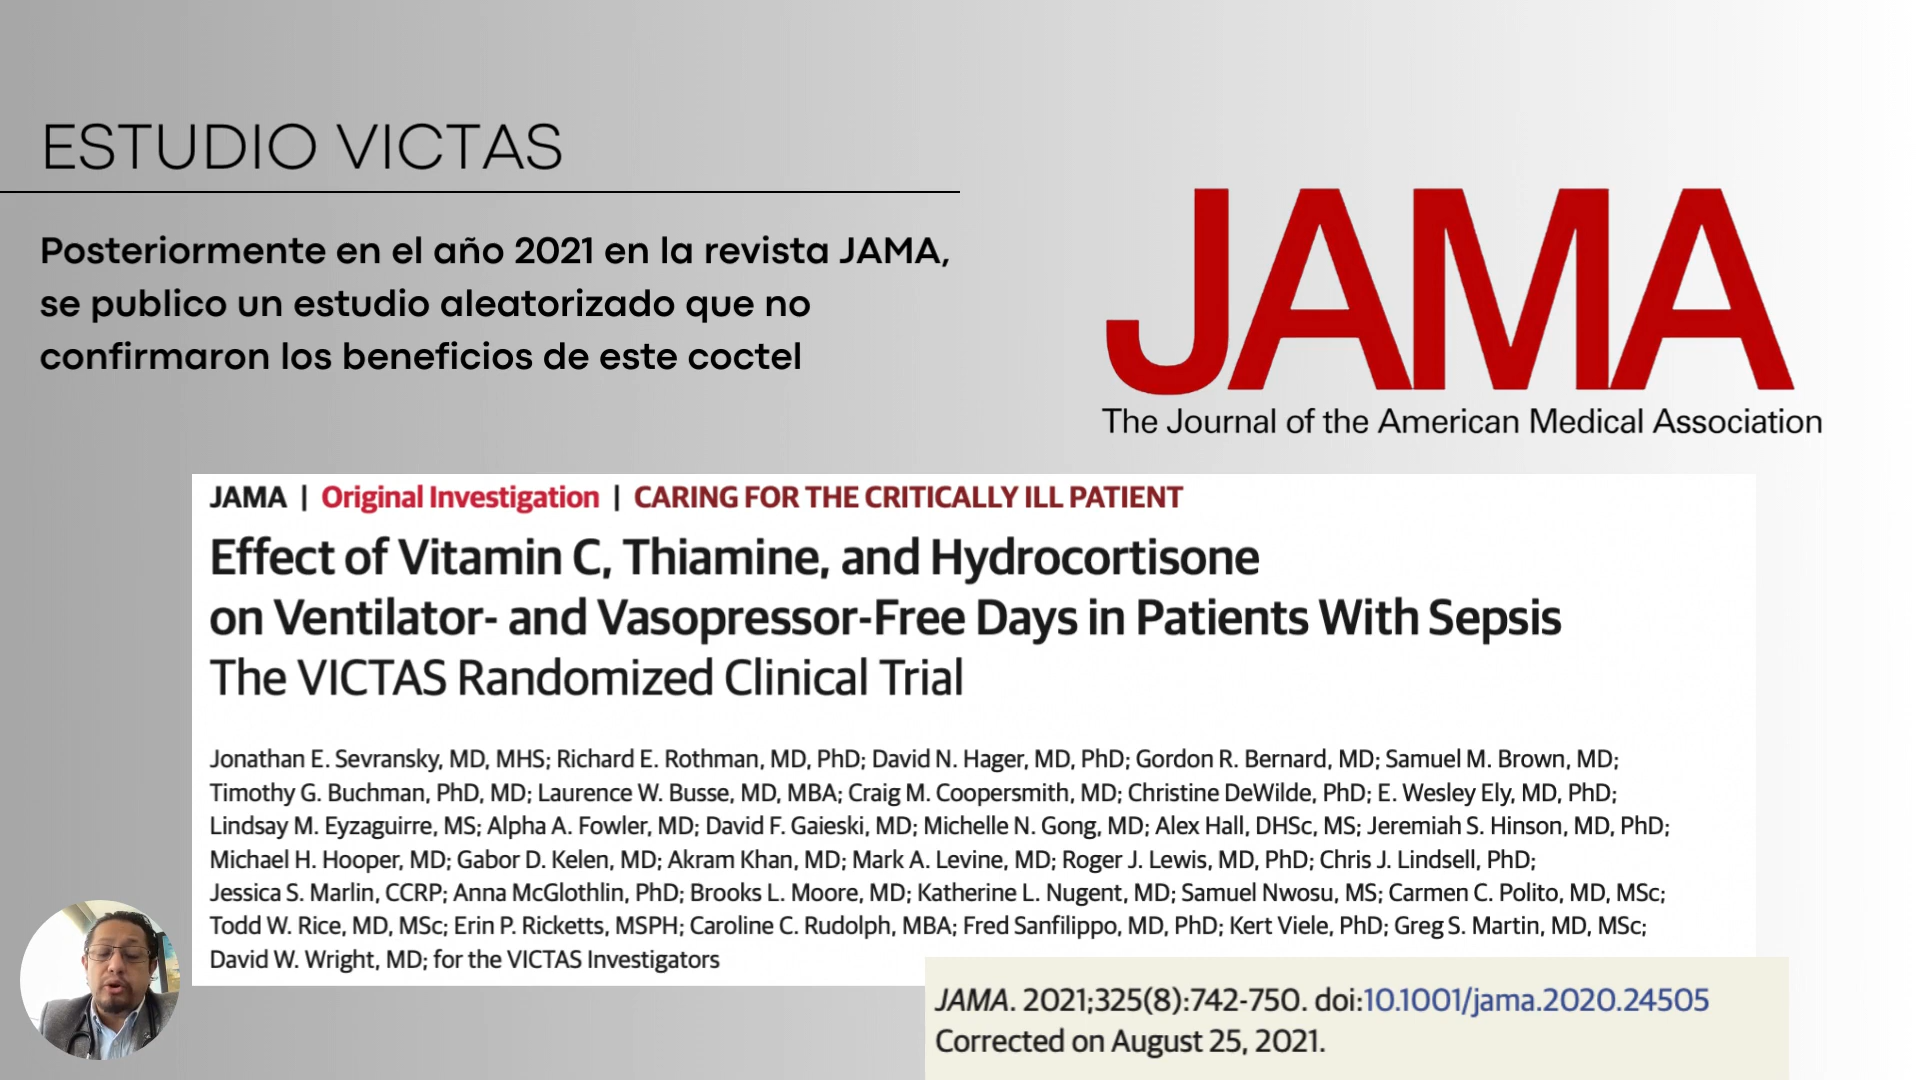 ESTUDIO VICTAS
Posteriormente en el año 2021 en la revista JAMA,
se publico un estudio aleatorizado que no
confirmaron los beneficios de este coctel
JAMA
The Journal of the American Medical Association
JAMA | Original Investigation | CARING FOR THE CRITICALLY ILL PATIENT
Effect of Vitamin C, Thiamine, and Hydrocortisone
on Ventilator- and Vasopressor-Free Days in Patients With Sepsis
The VICTAS Randomized Clinical Trial
Jonathan E. Sevransky, MD, MHS; Richard E. Rothman, MD, PhD; David N. Hager, MD, PhD; Gordon R. Bernard, MD; Samuel M. Brown, MD;
Timothy G. Buchman, PhD, MD; Laurence W. Busse, MD, MBA; Craig M. Coopersmith, MD; Christine DeWilde, PhD; E. Wesley Ely, MD, PhD;
Lindsay M. Eyzaguirre, MS; Alpha A. Fowler, MD; David F. Gaieski, MD; Michelle N. Gong, MD; Alex Hall, DHSc, MS; Jeremiah S. Hinson, MD, PhD;
Michael H. Hooper, MD; Gabor D. Kelen, MD; Akram Khan, MD; Mark A. Levine, MD; Roger J. Lewis, MD, PhD; Chris J. Lindsell, PhD;
Jessica S. Marlin, CCRP; Anna McGlothlin, PhD; Brooks L. Moore, MD; Katherine L. Nugent, MD; Samuel Nwosu, MS; Carmen C. Polito, MD, MSc;
Todd W. Rice, MD, MSc; Erin P. Ricketts, MSPH; Caroline C. Rudolph, MBA; Fred Sanfilippo, MD, PhD; Kert Viele, PhD; Greg S. Martin, MD, MSc;
David W. Wright, MD; for the VICTAS Investigators
JAMA. 2021;325(8):742-750. doi:10.1001/jama.2020.24505
Corrected on August 25, 2021.